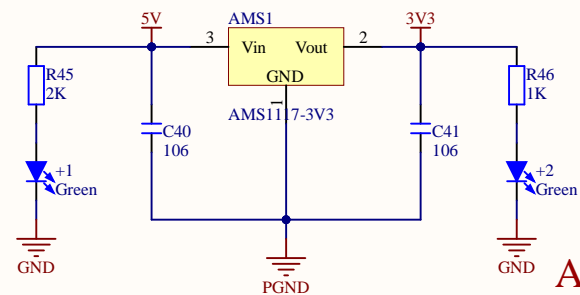 5V
AMS1
3V3
3
Vin
Vout
2
GND
1
AMS1117-3V3
R45
2K
C40
106
C41
106
R46
1K
+1
Green
+2
Green
GND
PGND
GND
A